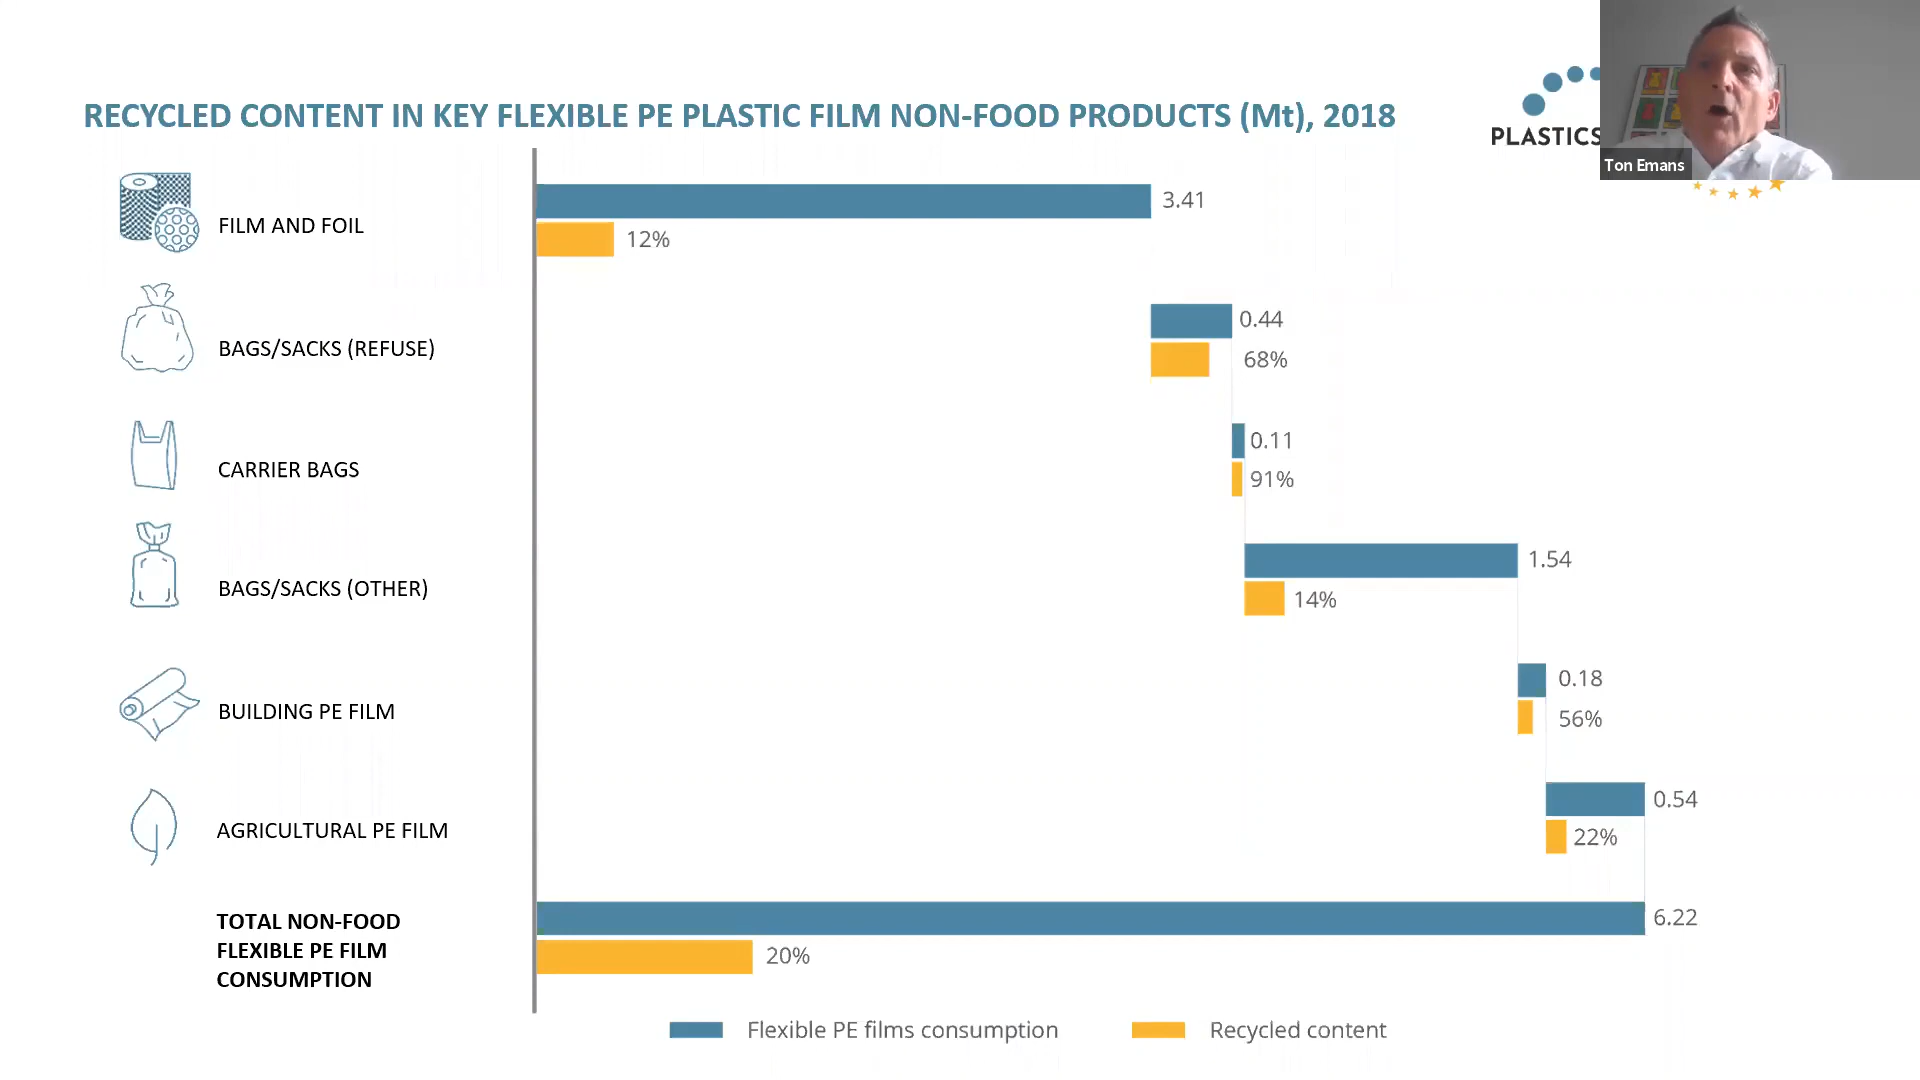 RECYCLED CONTENT IN KEY FLEXIBLE PE PLASTIC FILM NON-FOOD PRODUCTS (Mt), 2018
PLASTICS
Ton Emans
FILM AND FOIL
3.41
12%
BAGS/SACKS (REFUSE)
0.44
68%
CARRIER BAGS
0.11
91%
BAGS/SACKS (OTHER)
1.54
14%
BUILDING PE FILM
0.18
56%
AGRICULTURAL PE FILM
0.54
22%
TOTAL NON-FOOD
FLEXIBLE PE FILM
CONSUMPTION
6.22
20%
Flexible PE films consumption
Recycled content